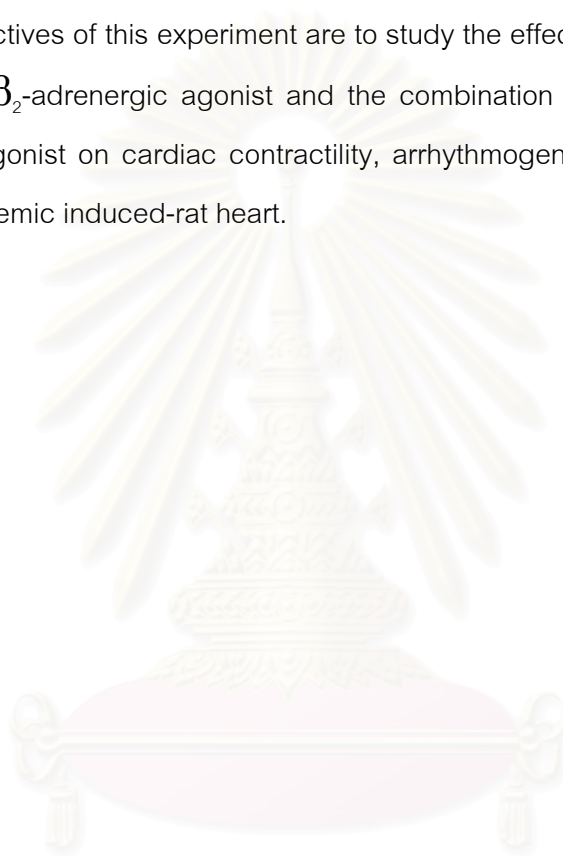 ctives of this experiment are to study the effec
β₂-adrenergic agonist and the combination
gonist on cardiac contractility, arrhythmogen
emic induced-rat heart.